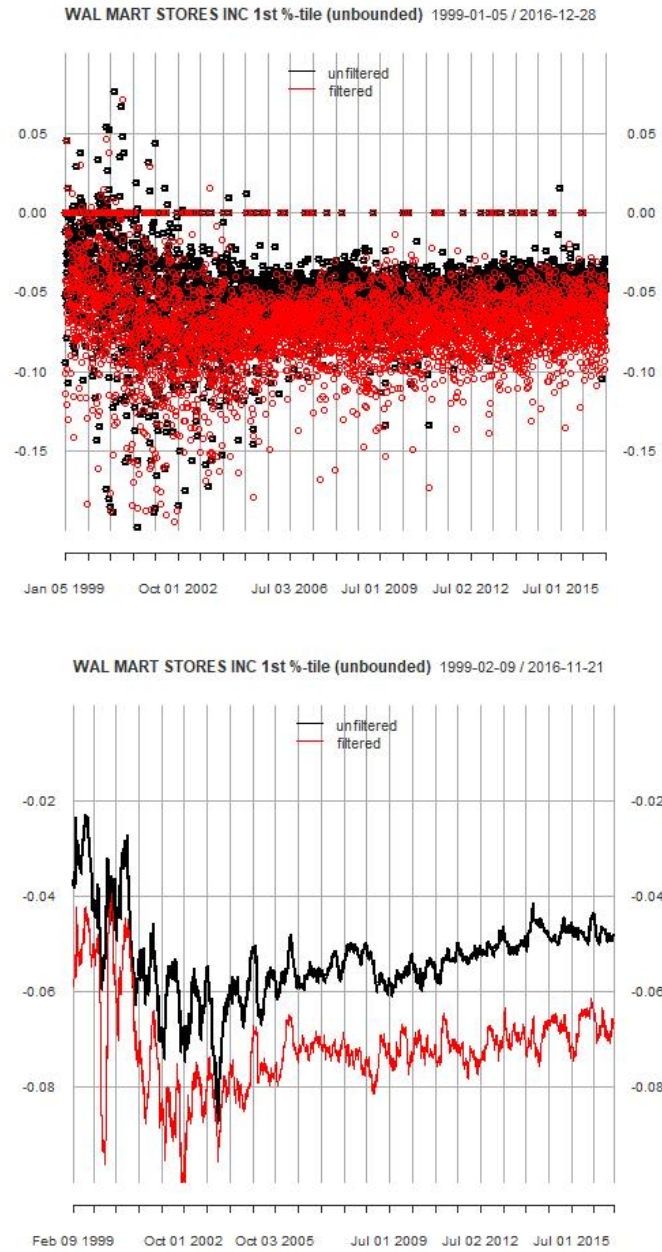 WAL MART STORES INC 1st %-tile (unbounded) 1999-01-05 / 2016-12-28
unfiltered
filtered
0.05 0.05
0.00 0.00
-0.05 -0.05
-0.10 -0.10
-0.15 -0.15
Jan 05 1999 Oct 01 2002 Jul 03 2006 Jul 01 2009 Jul 02 2012 Jul 01 2015
WAL MART STORES INC 1st %-tile (unbounded) 1999-02-09 / 2016-11-21
unfiltered
filtered
-0.02 -0.02
-0.04 -0.04
-0.06 -0.06
-0.08 -0.08
Feb 09 1999 Oct 01 2002 Oct 03 2005 Jul 01 2009 Jul 02 2012 Jul 01 2015